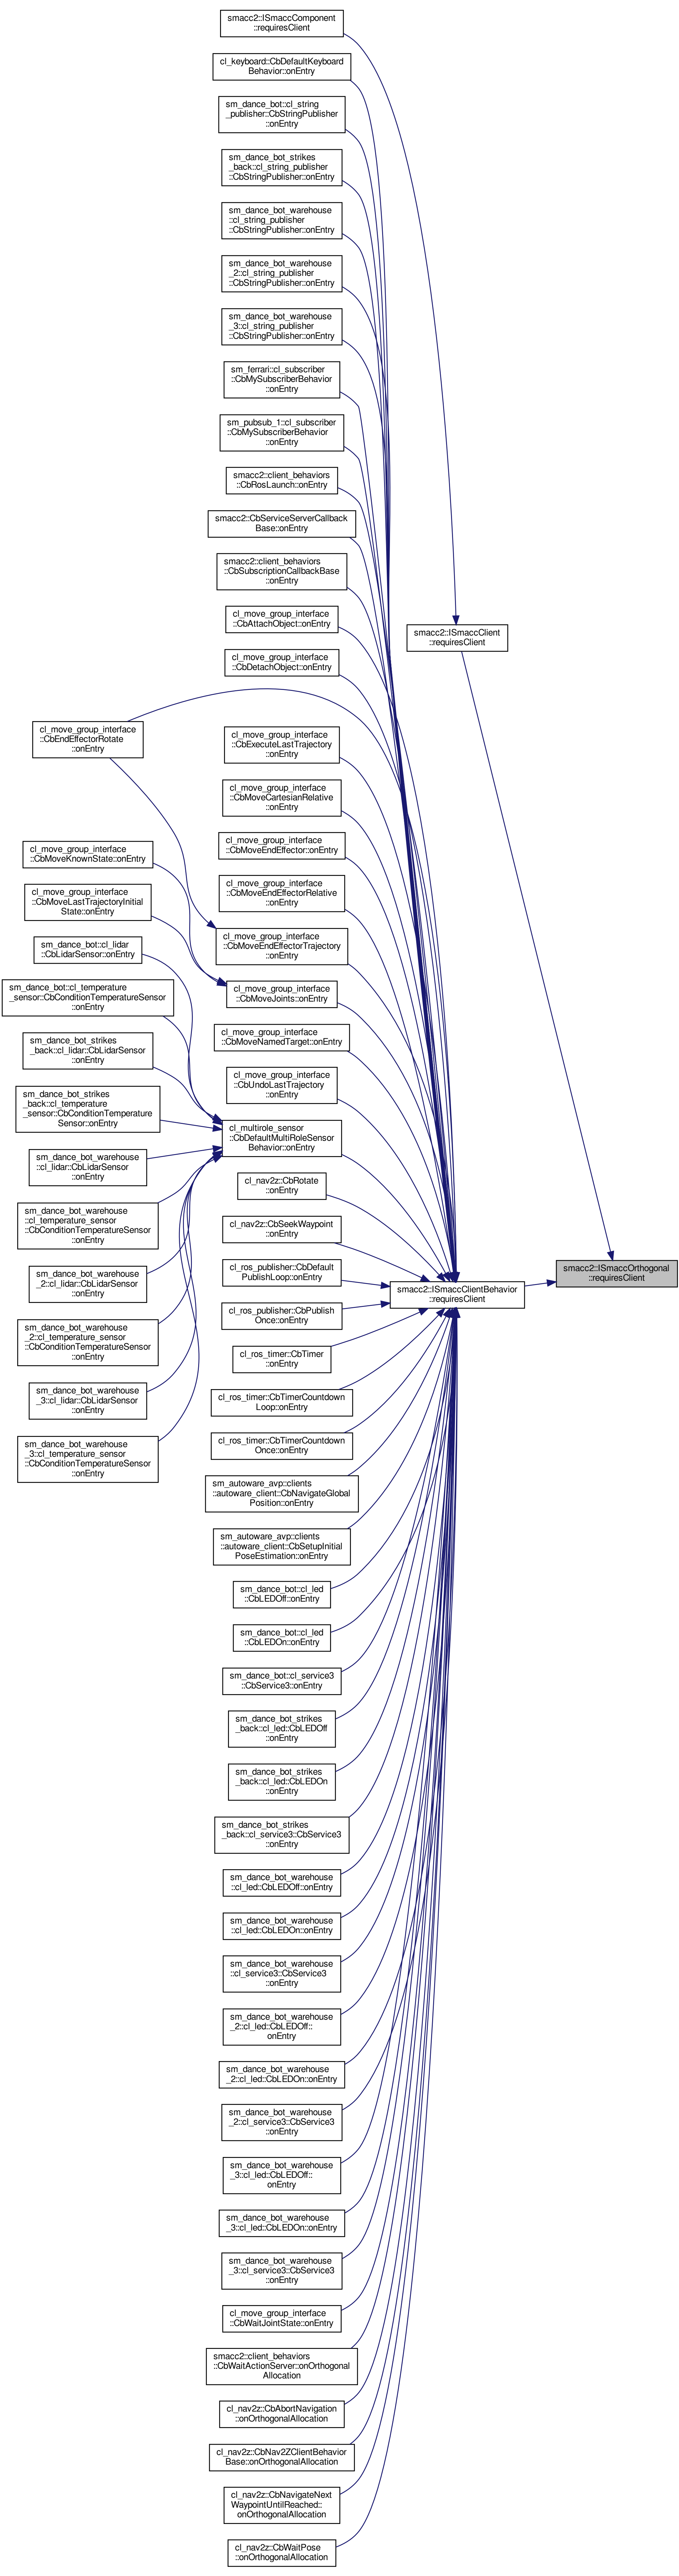 smacc2::ISmaccComponent
::requiresClient
cl_keyboard::CbDefaultKeyboard
Behavior::onEntry
sm_dance_bot::cl_string
_publisher::CbStringPublisher
::onEntry
sm_dance_bot_strikes
_back::cl_string_publisher
::CbStringPublisher::onEntry
sm_dance_bot_warehouse
::cl_string_publisher
::CbStringPublisher::onEntry
sm_dance_bot_warehouse
_2::cl_string_publisher
::CbStringPublisher::onEntry
sm_dance_bot_warehouse
_3::cl_string_publisher
::CbStringPublisher::onEntry
sm_ferrari::cl_subscriber
::CbMySubscriberBehavior
::onEntry
sm_pubsub_1::cl_subscriber
::CbMySubscriberBehavior
::onEntry
smacc2::client_behaviors
::CbRosLaunch::onEntry
smacc2::CbServiceServerCallback
Base::onEntry
smacc2::client_behaviors
::CbSubscriptionCallbackBase
::onEntry
cl_move_group_interface
::CbAttachObject::onEntry
cl_move_group_interface
::CbDetachObject::onEntry
cl_move_group_interface
::CbExecuteLastTrajectory
::onEntry
cl_move_group_interface
::CbMoveCartesianRelative
::onEntry
cl_move_group_interface
::CbMoveEndEffector::onEntry
cl_move_group_interface
::CbMoveEndEffectorRelative
::onEntry
cl_move_group_interface
::CbMoveEndEffectorTrajectory
::onEntry
cl_move_group_interface
::CbMoveJoints::onEntry
cl_move_group_interface
::CbMoveNamedTarget::onEntry
cl_move_group_interface
::CbUndoLastTrajectory
::onEntry
cl_multirole_sensor
::CbDefaultMultiRoleSensor
Behavior::onEntry
cl_nav2z::CbRotate
::onEntry
cl_nav2z::CbSeekWaypoint
::onEntry
cl_ros_publisher::CbDefault
PublishLoop::onEntry
cl_ros_publisher::CbPublish
Once::onEntry
cl_ros_timer::CbTimer
::onEntry
cl_ros_timer::CbTimerCountdown
Loop::onEntry
cl_ros_timer::CbTimerCountdown
Once::onEntry
sm_autoware_avp::clients
::autoware_client::CbNavigateGlobal
Position::onEntry
sm_autoware_avp::clients
::autoware_client::CbSetupInitial
PoseEstimation::onEntry
sm_dance_bot::cl_led
::CbLEDOff::onEntry
sm_dance_bot::cl_led
::CbLEDOn::onEntry
sm_dance_bot::cl_service3
::CbService3::onEntry
sm_dance_bot_strikes
_back::cl_led::CbLEDOff
::onEntry
sm_dance_bot_strikes
_back::cl_led::CbLEDOn
::onEntry
sm_dance_bot_strikes
_back::cl_service3::CbService3
::onEntry
sm_dance_bot_warehouse
::cl_led::CbLEDOff::onEntry
sm_dance_bot_warehouse
::cl_led::CbLEDOn::onEntry
sm_dance_bot_warehouse
::cl_service3::CbService3
::onEntry
sm_dance_bot_warehouse
_2::cl_led::CbLEDOff::
onEntry
sm_dance_bot_warehouse
_2::cl_led::CbLEDOn::onEntry
sm_dance_bot_warehouse
_2::cl_service3::CbService3
::onEntry
sm_dance_bot_warehouse
_3::cl_led::CbLEDOff::
onEntry
sm_dance_bot_warehouse
_3::cl_led::CbLEDOn::onEntry
sm_dance_bot_warehouse
_3::cl_service3::CbService3
::onEntry
cl_move_group_interface
::CbWaitJointState::onEntry
smacc2::client_behaviors
::CbWaitActionServer::onOrthogonal
Allocation
cl_nav2z::CbAbortNavigation
::onOrthogonalAllocation
cl_nav2z::CbNav2ZClientBehavior
Base::onOrthogonalAllocation
cl_nav2z::CbNavigateNext
WaypointUntilReached::
onOrthogonalAllocation
cl_nav2z::CbWaitPose
::onOrthogonalAllocation
cl_move_group_interface
::CbEndEffectorRotate
::onEntry
cl_move_group_interface
::CbMoveKnownState::onEntry
cl_move_group_interface
::CbMoveLastTrajectoryInitial
State::onEntry
sm_dance_bot::cl_lidar
::CbLidarSensor::onEntry
sm_dance_bot::cl_temperature
_sensor::CbConditionTemperatureSensor
::onEntry
sm_dance_bot_strikes
_back::cl_lidar::CbLidarSensor
::onEntry
sm_dance_bot_strikes
_back::cl_temperature
_sensor::CbConditionTemperature
Sensor::onEntry
sm_dance_bot_warehouse
::cl_lidar::CbLidarSensor
::onEntry
sm_dance_bot_warehouse
::cl_temperature_sensor
::CbConditionTemperatureSensor
::onEntry
sm_dance_bot_warehouse
_2::cl_lidar::CbLidarSensor
::onEntry
sm_dance_bot_warehouse
_2::cl_temperature_sensor
::CbConditionTemperatureSensor
::onEntry
sm_dance_bot_warehouse
_3::cl_lidar::CbLidarSensor
::onEntry
sm_dance_bot_warehouse
_3::cl_temperature_sensor
::CbConditionTemperatureSensor
::onEntry
smacc2::ISmaccClient
::requiresClient
smacc2::ISmaccClientBehavior
::requiresClient
smacc2::ISmaccOrthogonal
::requiresClient